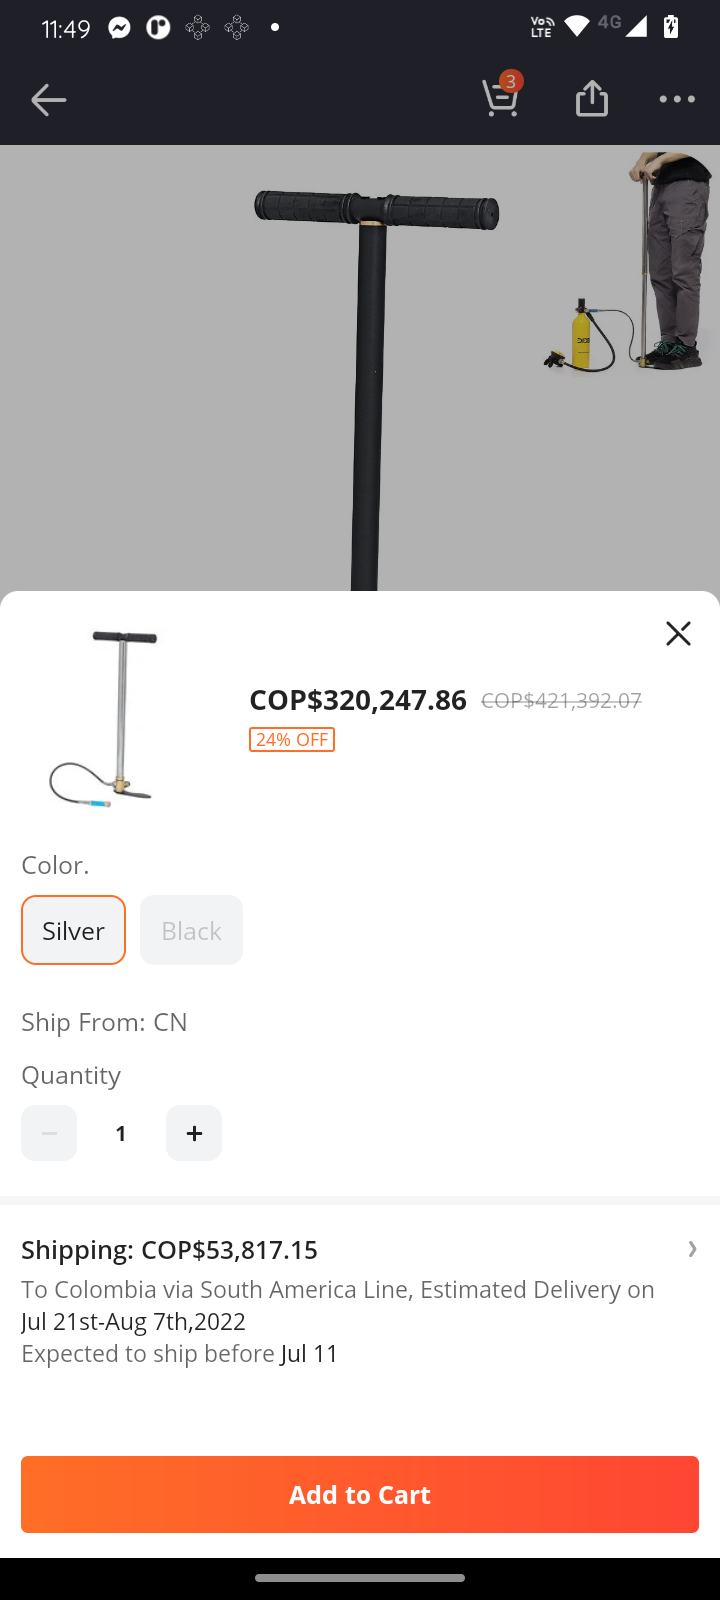 11:49
Vo LTE
4G
3
COP$320,247.86 COP$421,392.07
24% OFF
Color.
Silver Black
Ship From: CN
Quantity
1
Shipping: COP$53,817.15
To Colombia via South America Line, Estimated Delivery on
Jul 21st-Aug 7th,2022
Expected to ship before Jul 11
Add to Cart